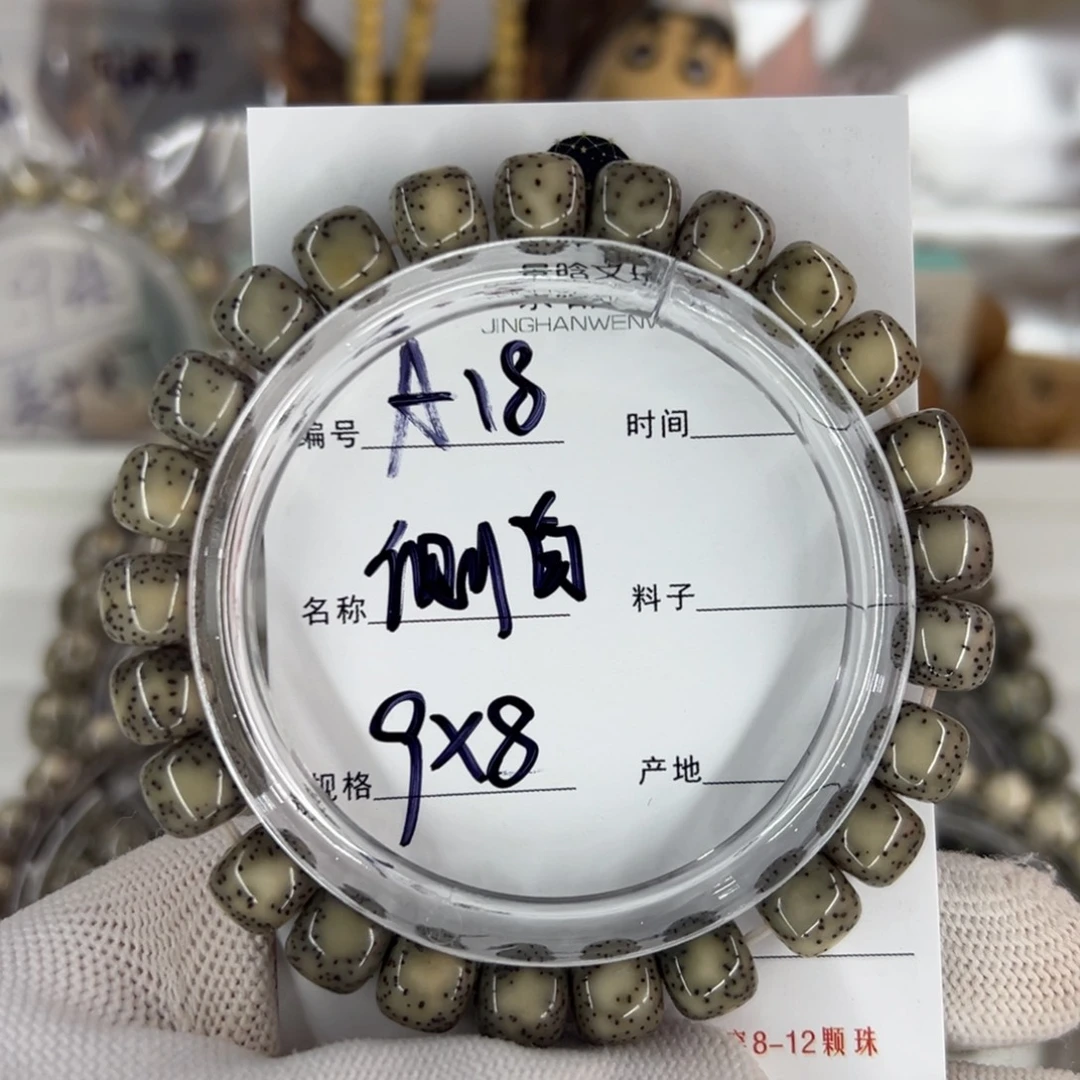 JINGHANWENW
编号 A18 时间
名称 侧 料子
规格 9x8 产地
8-12颗珠